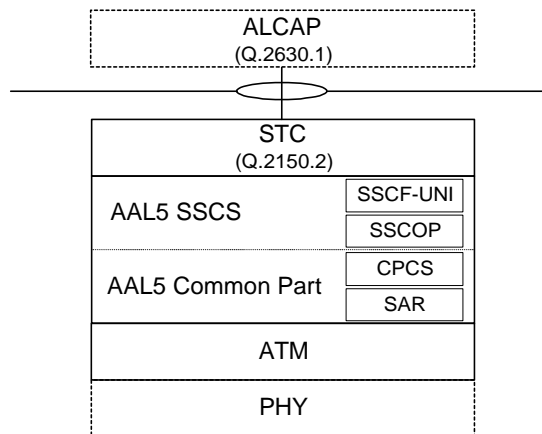 ALCAP
(Q.2630.1)
STC
(Q.2150.2)
AAL5 SSCS
SSCF-UNI
SSCOP
AAL5 Common Part
CPCS
SAR
ATM
PHY